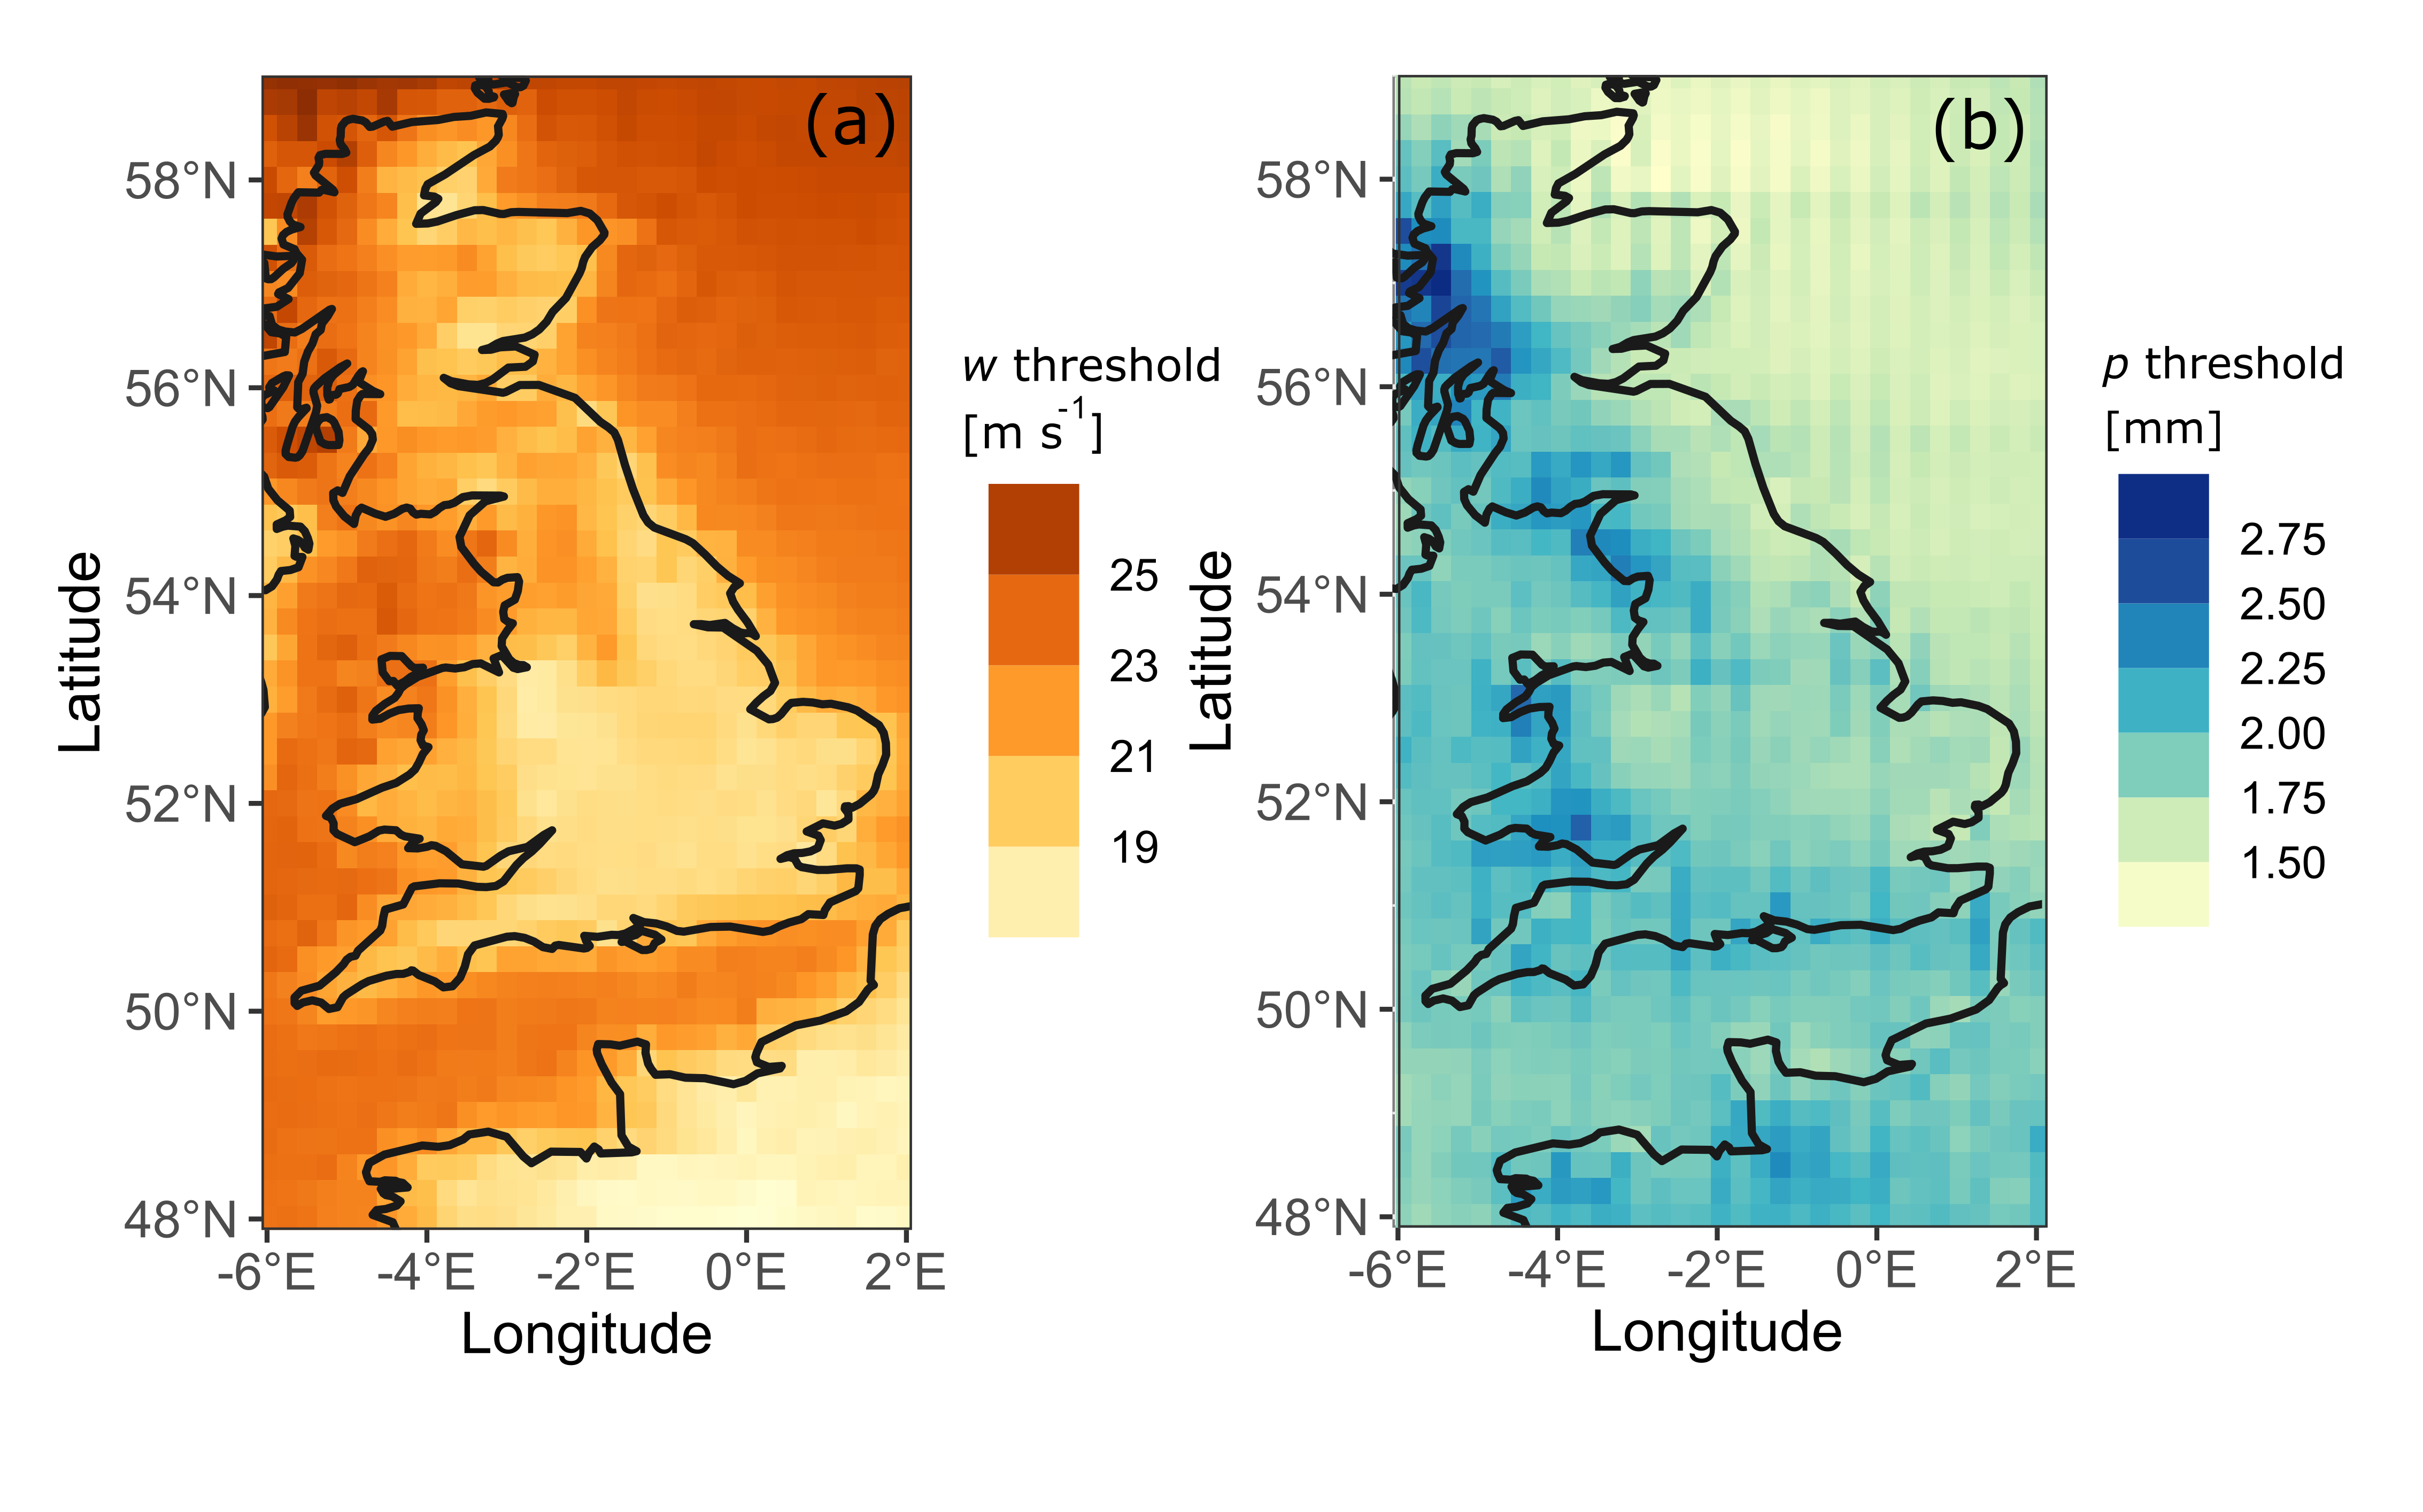 (a)
58°N
56°N
54°N
52°N
50°N
48°N
Latitude
-6°E -4°E -2°E 0°E 2°E
Longitude
w threshold
[m s-1]
25
23
21
19
(b)
58°N
56°N
54°N
52°N
50°N
48°N
Latitude
-6°E -4°E -2°E 0°E 2°E
Longitude
p threshold
[mm]
2.75
2.50
2.25
2.00
1.75
1.50